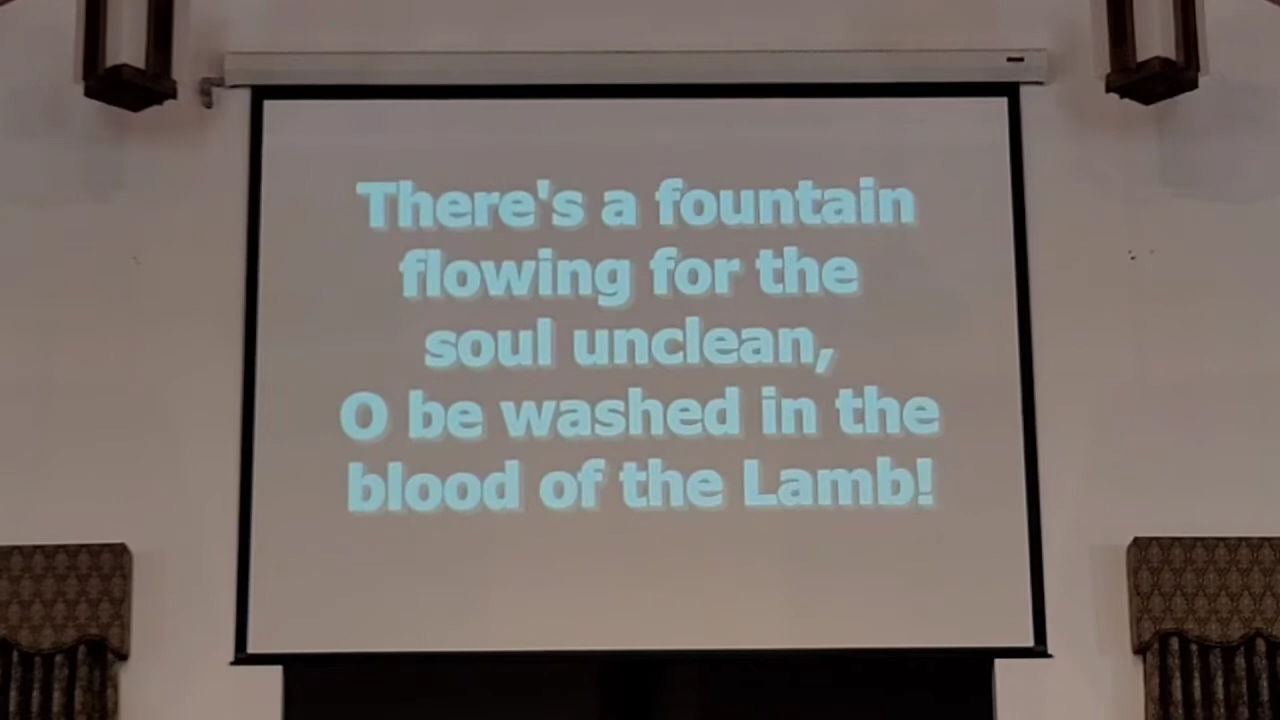 There's a fountain
flowing for the
soul unclean,
O be washed in the
blood of the Lamb!